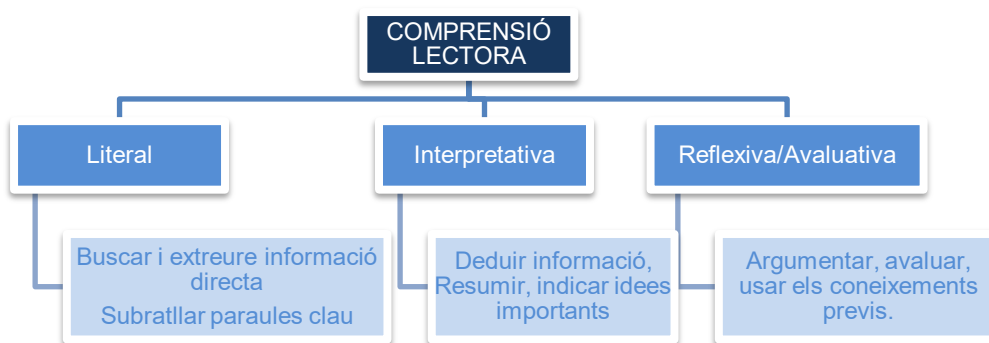 COMPRENSIÓ
LECTORA
Literal
Interpretativa
Reflexiva/Avaluativa
Buscar i extreure informació
directa
Subratllar paraules clau
Deduir informació,
Resumir, indicar idees
importants
Argumentar, avaluar,
usar els coneixements
previs.